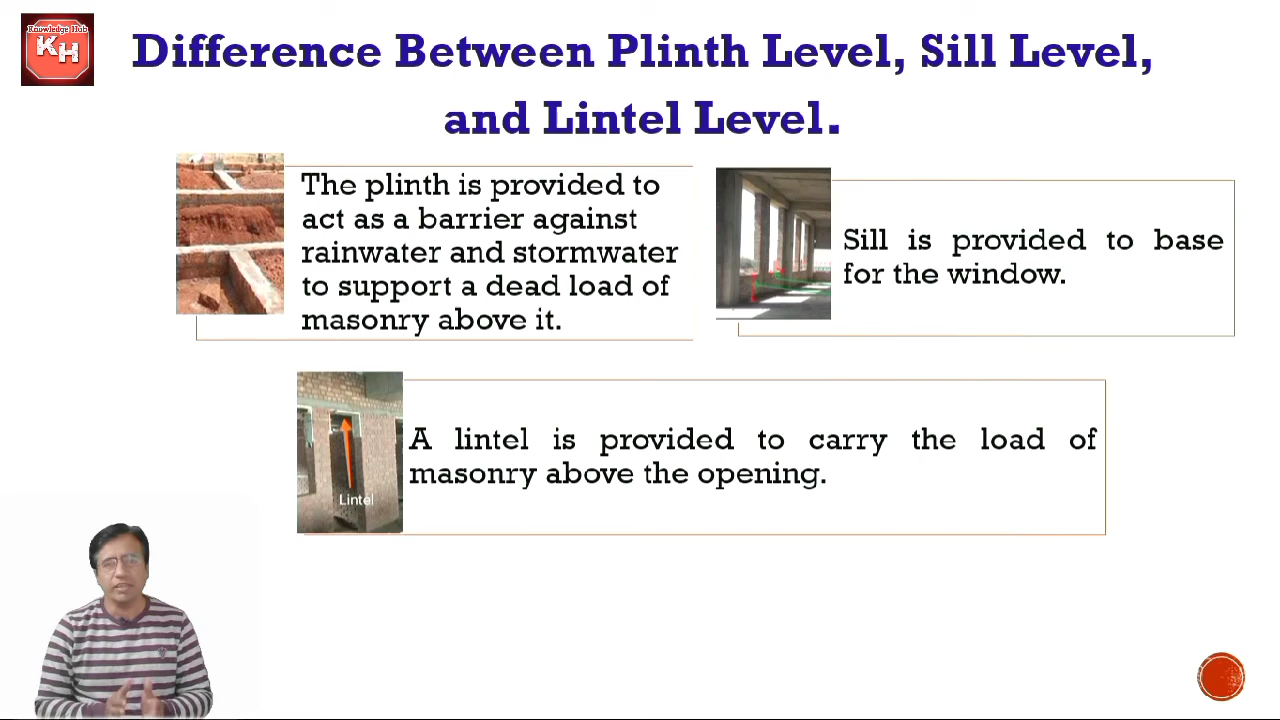 Knowledge Hub
KH
Difference Between Plinth Level, Sill Level,
and Lintel Level.
The plinth is provided to
act as a barrier against
rainwater and stormwater
to support a dead load of
masonry above it.
Sill is provided to base
for the window.
A lintel is provided to carry the load of
masonry above the opening.
Lintel